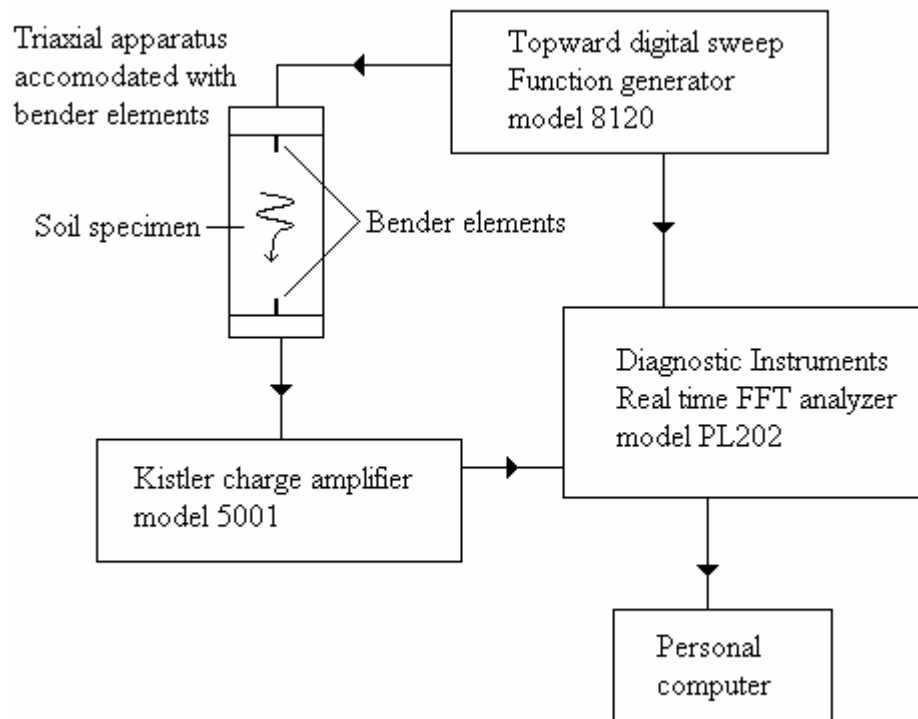 Triaxial apparatus
accomodated with
bender elements
Topward digital sweep
Function generator
model 8120
Soil specimen
Bender elements
Diagnostic Instruments
Real time FFT analyzer
model PL202
Kistler charge amplifier
model 5001
Personal
computer